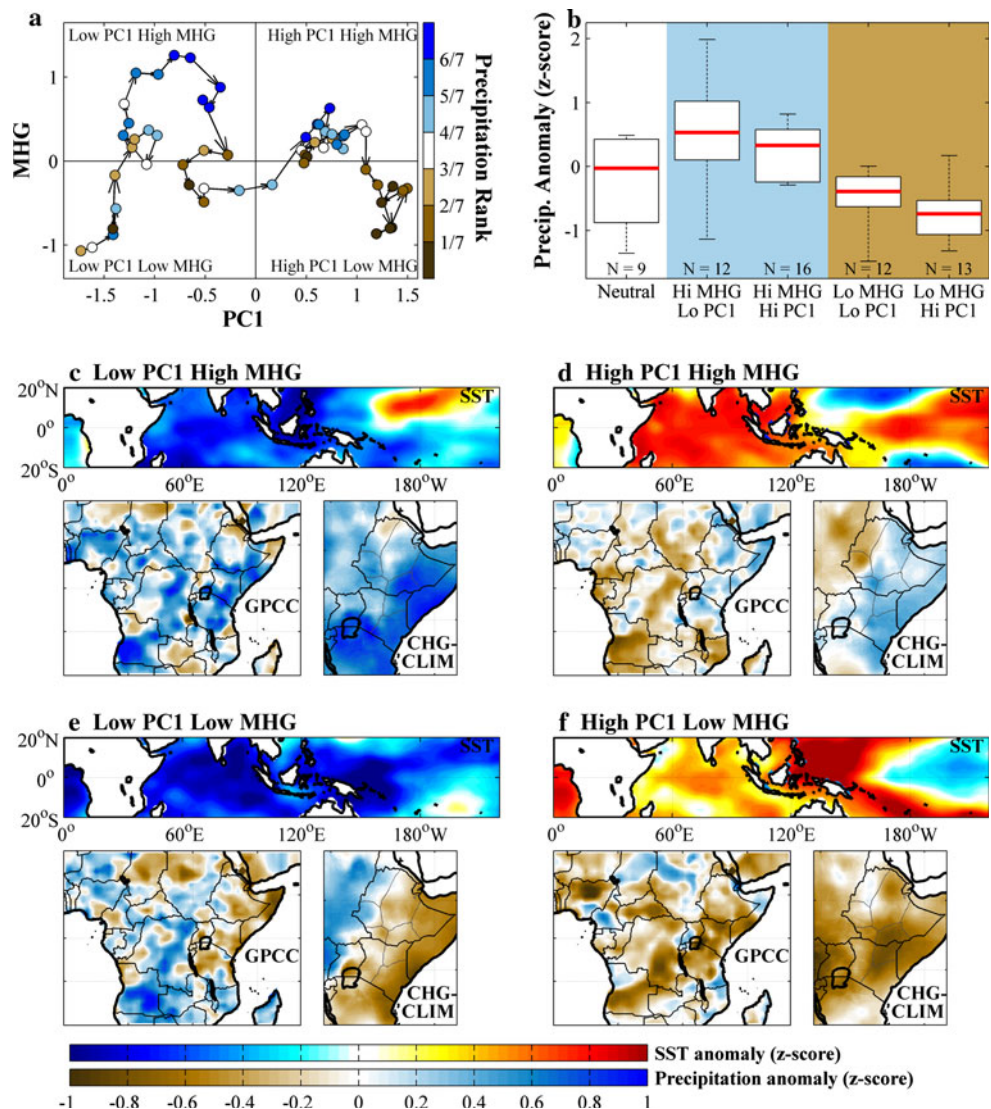 a
Low PC1 High MHG
High PC1 High MHG
1
0
-1
MHG
Low PC1 Low MHG
High PC1 Low MHG
-1.5
-1
-0.5
0
0.5
1
1.5
PC1
6/7
5/7
4/7
3/7
2/7
1/7
Precipitation Rank
b
2
1
0
-1
Precip. Anomaly (z-score)
N = 9
N = 12
N = 16
N = 12
N = 13
Neutral
Hi MHG
Lo PC1
Hi MHG
Hi PC1
Lo MHG
Lo PC1
Lo MHG
Hi PC1
c Low PC1 High MHG
20°N
0°
20°S
SST
0°
60°E
120°E
180°W
GPCC
CHG-
CLIM
d High PC1 High MHG
20°N
0°
20°S
SST
0°
60°E
120°E
180°W
GPCC
CHG-
CLIM
e Low PC1 Low MHG
20°N
0°
20°S
SST
0°
60°E
120°E
180°W
GPCC
CHG-
CLIM
f High PC1 Low MHG
20°N
0°
20°S
SST
0°
60°E
120°E
180°W
GPCC
CHG-
CLIM
SST anomaly (z-score)
Precipitation anomaly (z-score)
-1 -0.8 -0.6 -0.4 -0.2 0 0.2 0.4 0.6 0.8 1